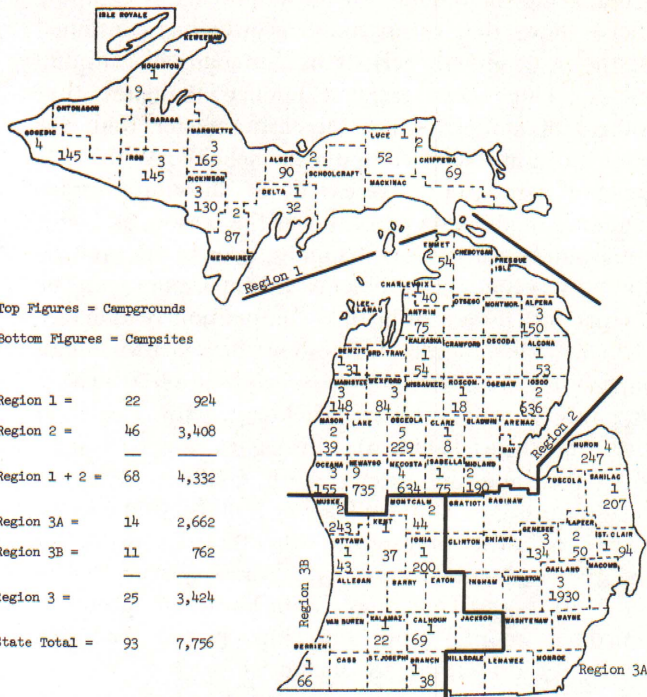 ISLE ROYALE
KEWEENAW
HOUGHTON
1
9
ONTONAGON
BARAGA
MARQUETTE
3
165
GOGEBIC
4
145
IRON
3
145
DICKINSON
3
130
2
87
MENOMINEE
ALGER
2
90
SCHOOLCRAFT
DELTA
1
32
LUCE
1
52
2
CHIPPEWA
69
MACKINAC
Region 1
EMMET
2
54
CHEBOYGAN
PRESQUE
ISLE
CHARLEVOIX
1
40
LEE-
LANAU
ANTRIM
1
75
OTSEGO
MONTMOR.
ALPENA
3
150
BENZIE
1
31
GRD.TRAV.
KALKASKA
1
54
CRAWFORD
OSCODA
ALCONA
1
53
MANISTEE
3
148
WEXFORD
3
84
MISSAUKEE
ROSCOM.
1
18
OGEMAW
IOSCO
2
536
MASON
2
39
LAKE
OSCEOLA
5
229
CLARE
1
8
GLADWIN
ARENAC
BAY
Region 2
OCEANA
3
155
NEWAYGO
9
735
MECOSTA
4
634
ISABELLA
1
75
MIDLAND
2
190
HURON
4
247
TUSCOLA
SANILAC
1
207
MUSKE.
2
243
MONTCALM
2
44
GRATIOT
SAGINAW
KENT
1
37
OTTAWA
1
43
IONIA
1
200
CLINTON
SHIAWA.
GENESEE
3
134
LAPEER
2
50
ST.CLAIR
1
94
ALLEGAN
BARRY
EATON
INGHAM
LIVINGSTON
OAKLAND
3
1930
MACOMB
VAN BUREN
KALAMAZ.
1
22
CALHOUN
1
69
JACKSON
WASHTENAW
WAYNE
BERRIEN
1
66
CASS
ST.JOSEPH
BRANCH
1
38
HILLSDALE
LENAWEE
MONROE
Region 3B
Region 3A
Top Figures = Campgrounds
Bottom Figures = Campsites
Region 1 = 22 924
Region 2 = 46 3,408
Region 1 + 2 = 68 4,332
Region 3A = 14 2,662
Region 3B = 11 762
Region 3 = 25 3,424
State Total = 93 7,756